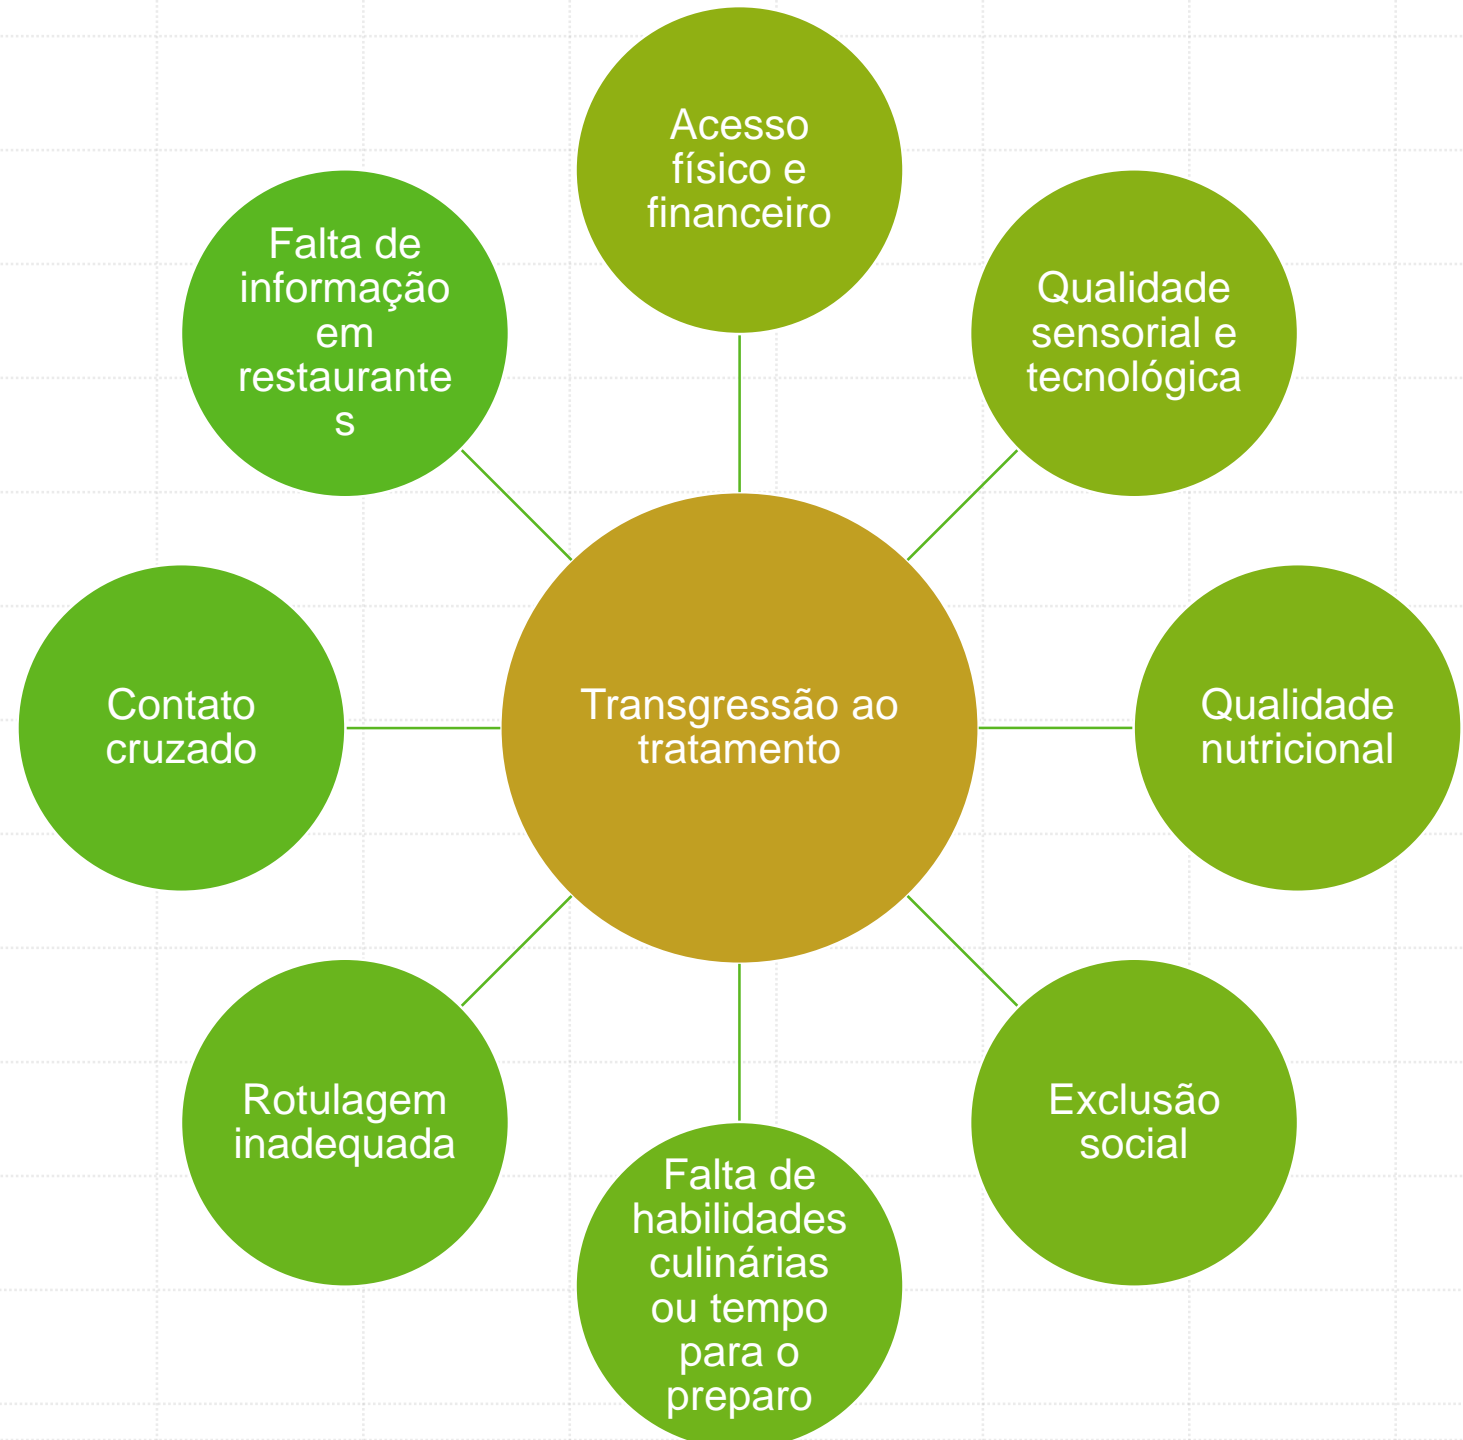 Acesso
físico e
financeiro
Qualidade
sensorial e
tecnológica
Qualidade
nutricional
Exclusão
social
Falta de
habilidades
culinárias
ou tempo
para o
preparo
Rotulagem
inadequada
Contato
cruzado
Falta de
informação
em
restaurante
s
Transgressão ao
tratamento